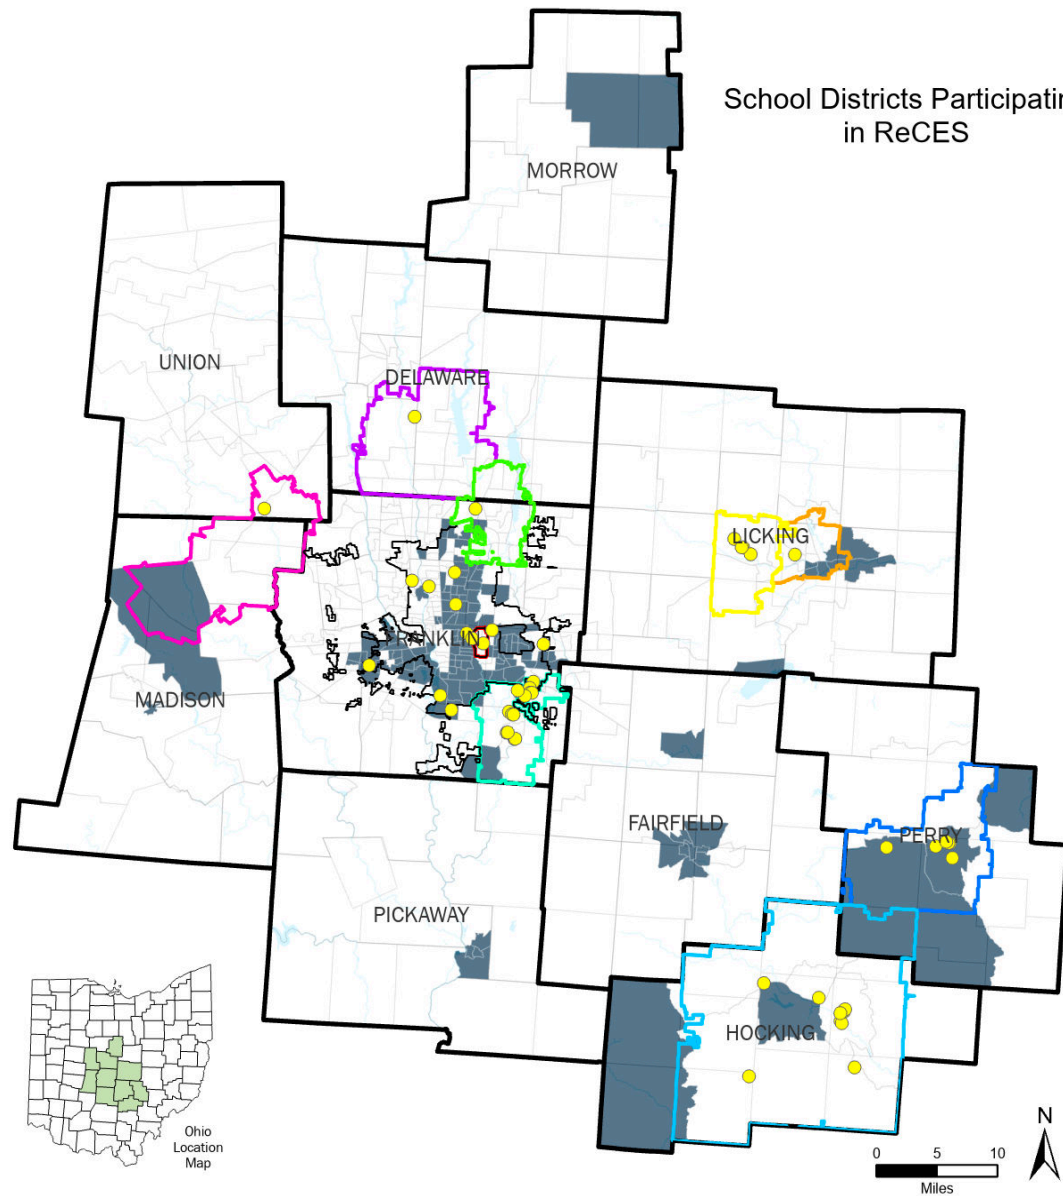 School Districts Participatin
in ReCES
MORROW
UNION
DELAWARE
LICKING
FRANKLIN
MADISON
FAIRFIELD
PERRY
PICKAWAY
HOCKING
Ohio
Location
Map
N
0 5 10
Miles